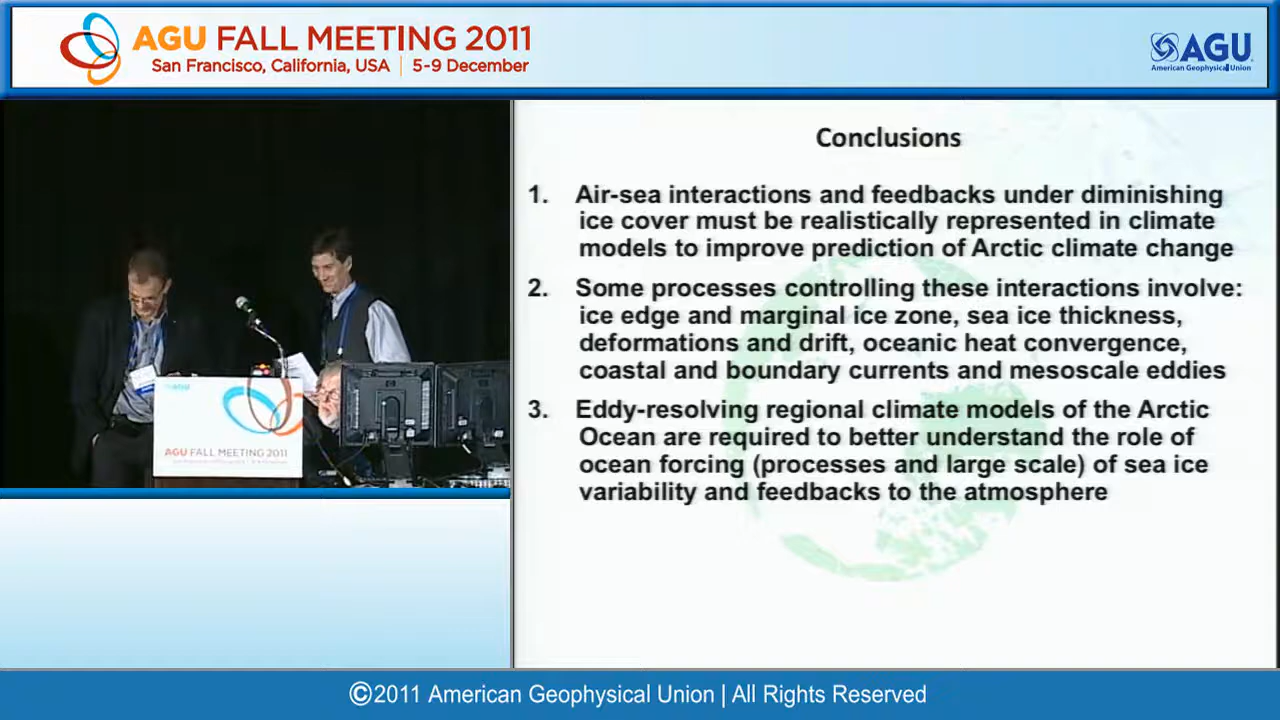 AGU FALL MEETING 2011
San Francisco, California, USA | 5-9 December
AGU
American Geophysical Union
Conclusions
1. Air-sea interactions and feedbacks under diminishing
ice cover must be realistically represented in climate
models to improve prediction of Arctic climate change
2. Some processes controlling these interactions involve:
ice edge and marginal ice zone, sea ice thickness,
deformations and drift, oceanic heat convergence,
coastal and boundary currents and mesoscale eddies
3. Eddy-resolving regional climate models of the Arctic
Ocean are required to better understand the role of
ocean forcing (processes and large scale) of sea ice
variability and feedbacks to the atmosphere
AGU
AGU FALL MEETING 2011
©2011 American Geophysical Union | All Rights Reserved